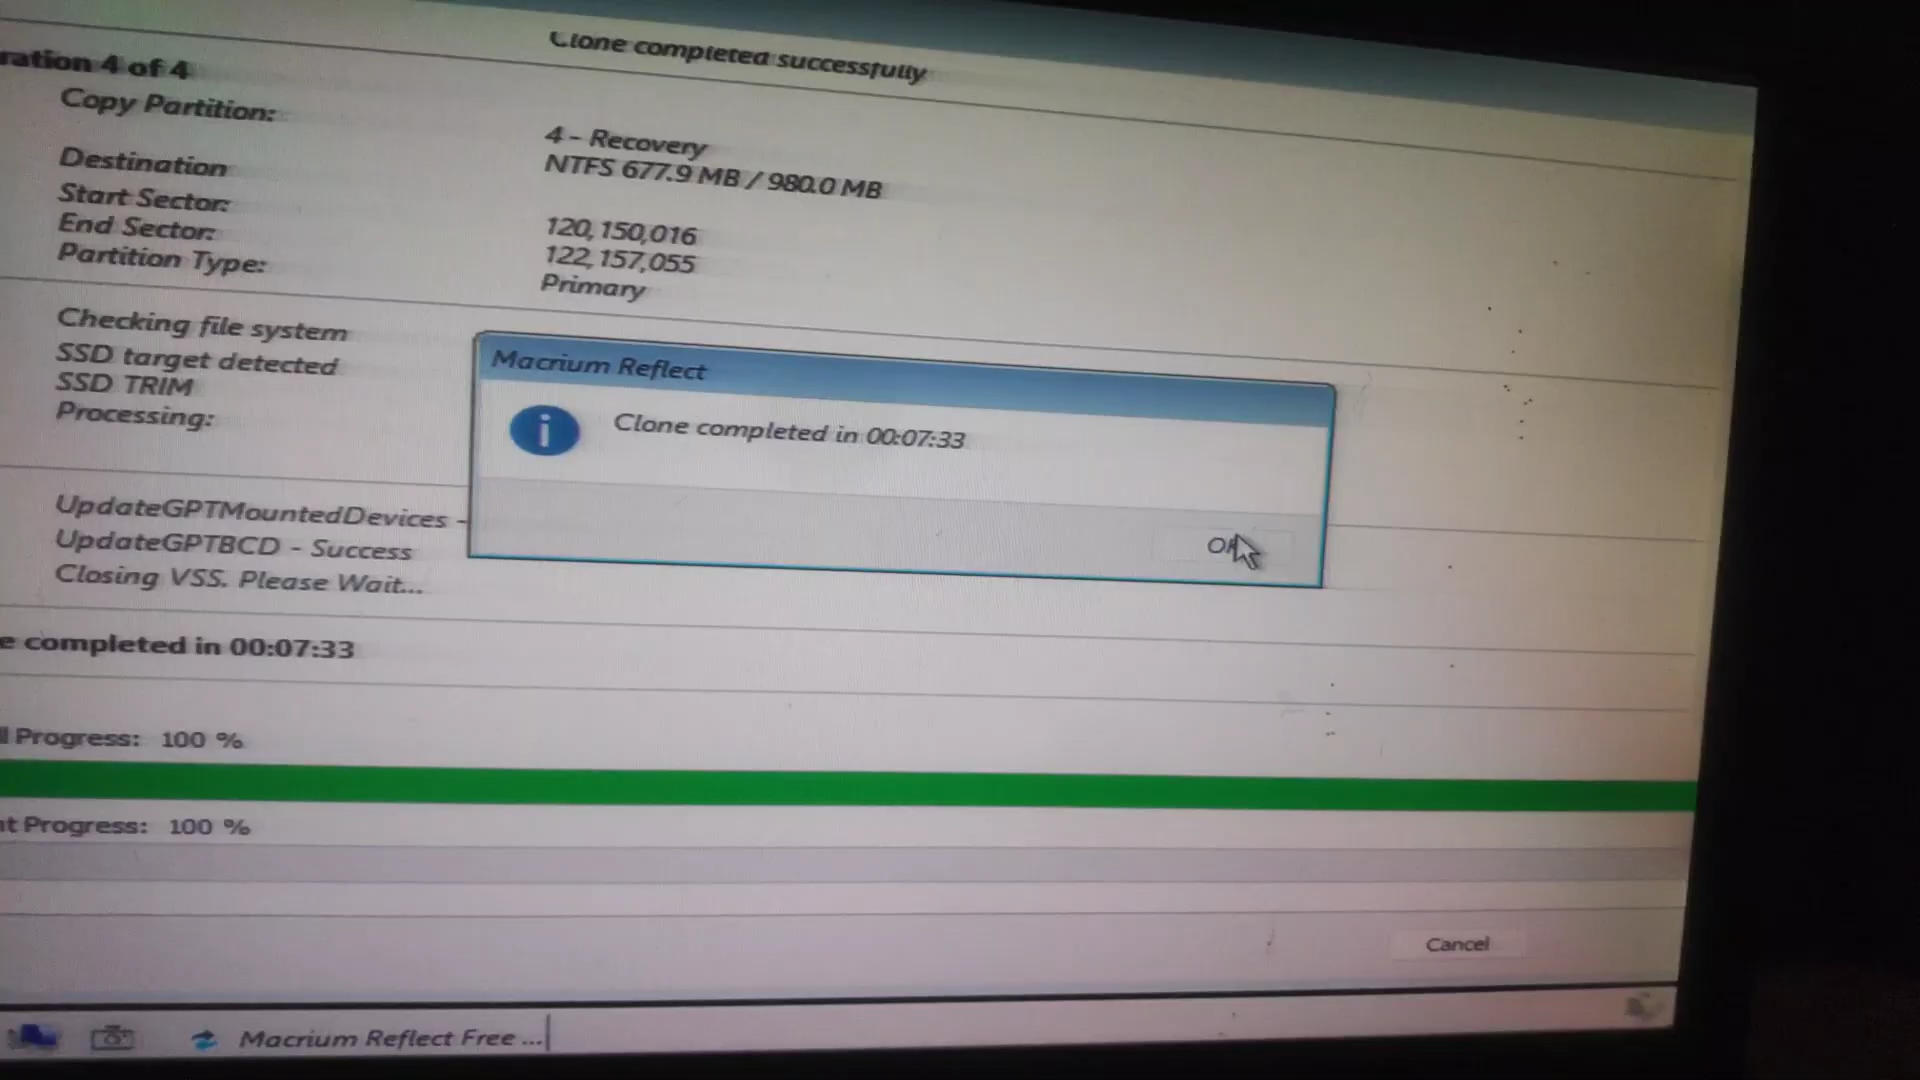 Clone completed successfully
ration 4 of 4
Copy Partition:
4 - Recovery
NTFS 677.9 MB / 980.0 MB
Destination
Start Sector:
120,150,016
End Sector:
122,157,055
Partition Type:
Primary
Checking file system
SSD target detected
SSD TRIM
Processing:
Macrium Reflect
i
Clone completed in 00:07:33
OK
UpdateGPTMountedDevices -
UpdateGPTBCD - Success
Closing VSS. Please Wait...
e completed in 00:07:33
l Progress: 100 %
nt Progress: 100 %
Cancel
Macrium Reflect Free ...